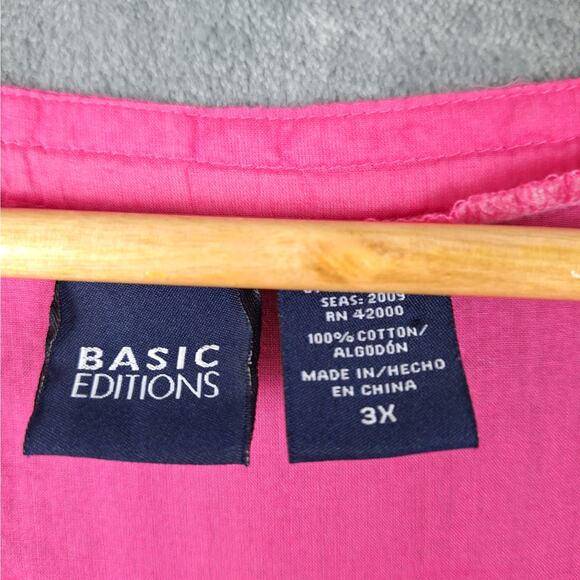 BASIC
EDITIONS
SEAS: 2009
RN 42000
100% COTTON/
ALGODÓN
MADE IN/HECHO
EN CHINA
3X